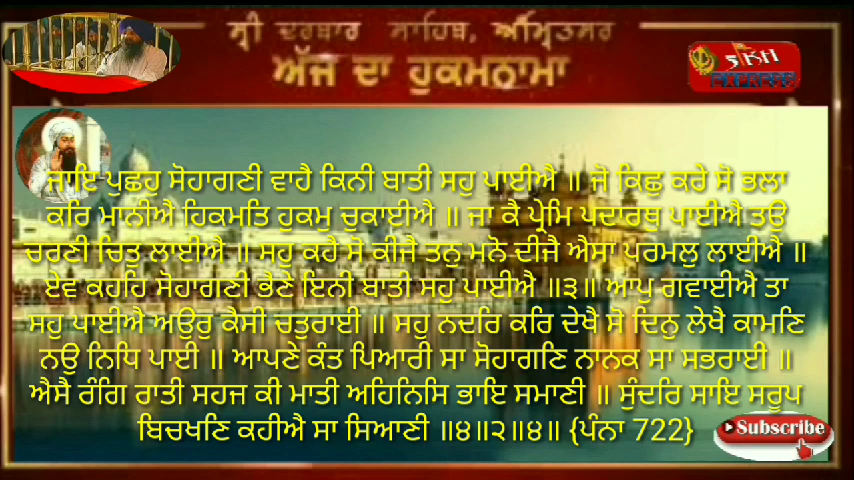 ਸ੍ਰੀ ਦਰਬਾਰ ਸਾਹਿਬ, ਅੰਮ੍ਰਿਤਸਰ
ਅੱਜ ਦਾ ਹੁਕਮਨਾਮਾ
SIKH
EXPRESS
ਜਾਇ ਪੁਛਹੁ ਸੋਹਾਗਣੀ ਵਾਹੈ ਕਿਨੀ ਬਾਤੀ ਸਹੁ ਪਾਈਐ ॥ ਜੋ ਕਿਛੁ ਕਰੇ ਸੋ ਭਲਾ
ਕਰਿ ਮਾਨੀਐ ਹਿਕਮਤਿ ਹੁਕਮੁ ਚੁਕਾਈਐ ॥ ਜਾ ਕੈ ਪ੍ਰੇਮਿ ਪਦਾਰਥੁ ਪਾਈਐ ਤਉ
ਚਰਣੀ ਚਿਤੁ ਲਾਈਐ ॥ ਸਹੁ ਕਹੈ ਸੋ ਕੀਜੈ ਤਨੁ ਮਨੋ ਦੀਜੈ ਐਸਾ ਪਰਮਲੁ ਲਾਈਐ ॥
ਏਵ ਕਹਹਿ ਸੋਹਾਗਣੀ ਭੈਣੇ ਇਨੀ ਬਾਤੀ ਸਹੁ ਪਾਈਐ ॥੩॥ ਆਪੁ ਗਵਾਈਐ ਤਾ
ਸਹੁ ਪਾਈਐ ਅਉਰੁ ਕੈਸੀ ਚਤੁਰਾਈ ॥ ਸਹੁ ਨਦਰਿ ਕਰਿ ਦੇਖੈ ਸੋ ਦਿਨੁ ਲੇਖੈ ਕਾਮਣਿ
ਨਉ ਨਿਧਿ ਪਾਈ ॥ ਆਪਣੇ ਕੰਤ ਪਿਆਰੀ ਸਾ ਸੋਹਾਗਣਿ ਨਾਨਕ ਸਾ ਸਭਰਾਈ ॥
ਐਸੈ ਰੰਗਿ ਰਾਤੀ ਸਹਜ ਕੀ ਮਾਤੀ ਅਹਿਨਿਸਿ ਭਾਇ ਸਮਾਣੀ ॥ ਸੁੰਦਰਿ ਸਾਇ ਸਰੂਪ
ਬਿਚਖਣਿ ਕਹੀਐ ਸਾ ਸਿਆਣੀ ॥੪॥੨॥੪॥ {ਪੰਨਾ 722}
Subscribe